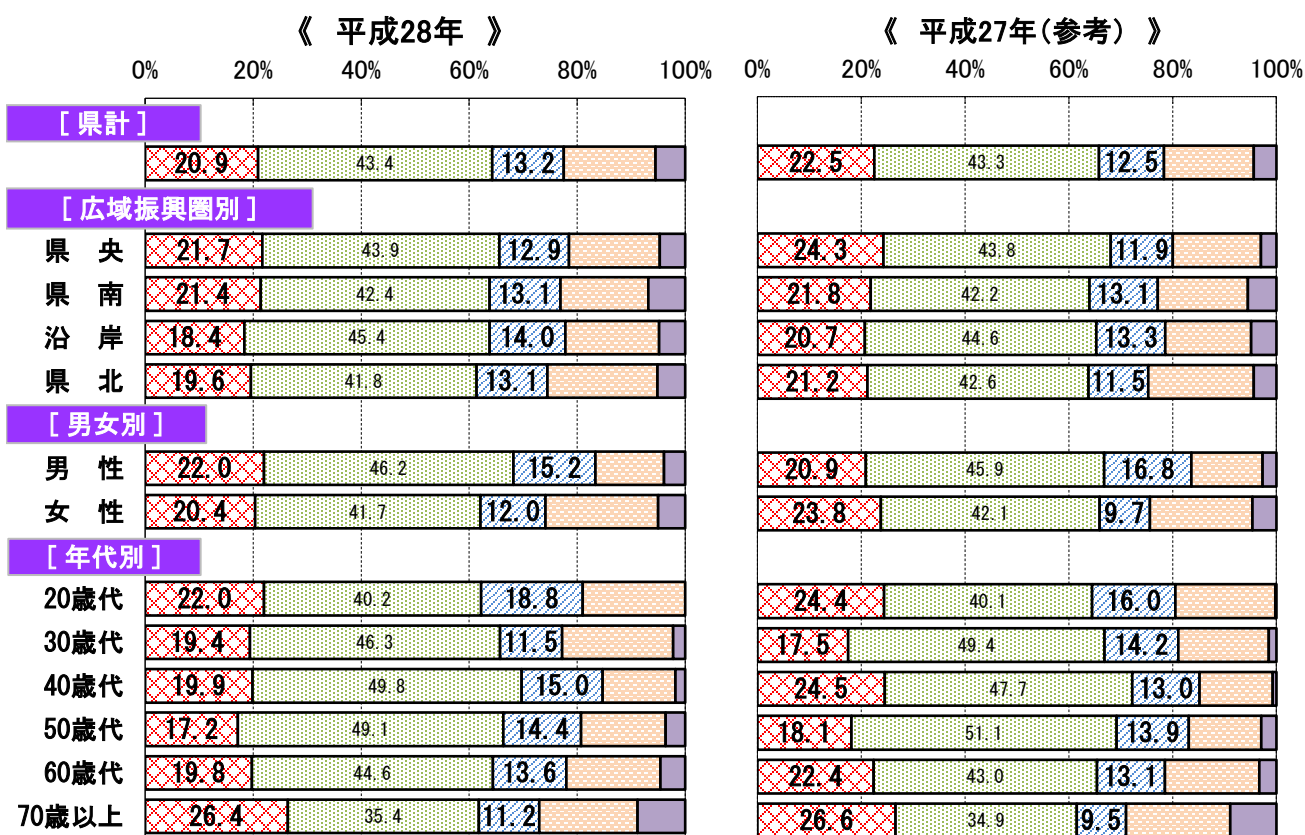 《 平成28年 》 《 平成27年（参考） 》
0% 20% 40% 60% 80% 100% 0% 20% 40% 60% 80% 100%
[ 県計 ]
20.9 43.4 13.2 22.5 43.3 12.5
[ 広域振興圏別 ]
県 央 21.7 43.9 12.9 24.3 43.8 11.9
県 南 21.4 42.4 13.1 21.8 42.2 13.1
沿 岸 18.4 45.4 14.0 20.7 44.6 13.3
県 北 19.6 41.8 13.1 21.2 42.6 11.5
[ 男女別 ]
男 性 22.0 46.2 15.2 20.9 45.9 16.8
女 性 20.4 41.7 12.0 23.8 42.1 9.7
[ 年代別 ]
20歳代 22.0 40.2 18.8 24.4 40.1 16.0
30歳代 19.4 46.3 11.5 17.5 49.4 14.2
40歳代 19.9 49.8 15.0 24.5 47.7 13.0
50歳代 17.2 49.1 14.4 18.1 51.1 13.9
60歳代 19.8 44.6 13.6 22.4 43.0 13.1
70歳以上 26.4 35.4 11.2 26.6 34.9 9.5